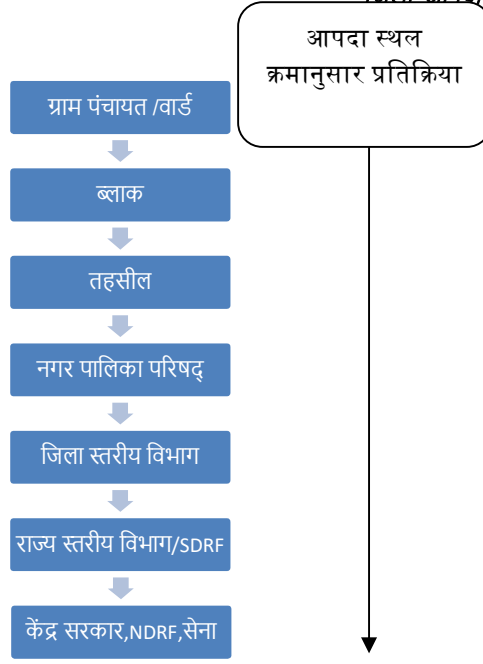 आपदा स्थल
क्रमानुसार प्रतिक्रिया
ग्राम पंचायत /वार्ड
ब्लाक
तहसील
नगर पालिका परिषद्
जिला स्तरीय विभाग
राज्य स्तरीय विभाग/SDRF
केंद्र सरकार,NDRF,सेना